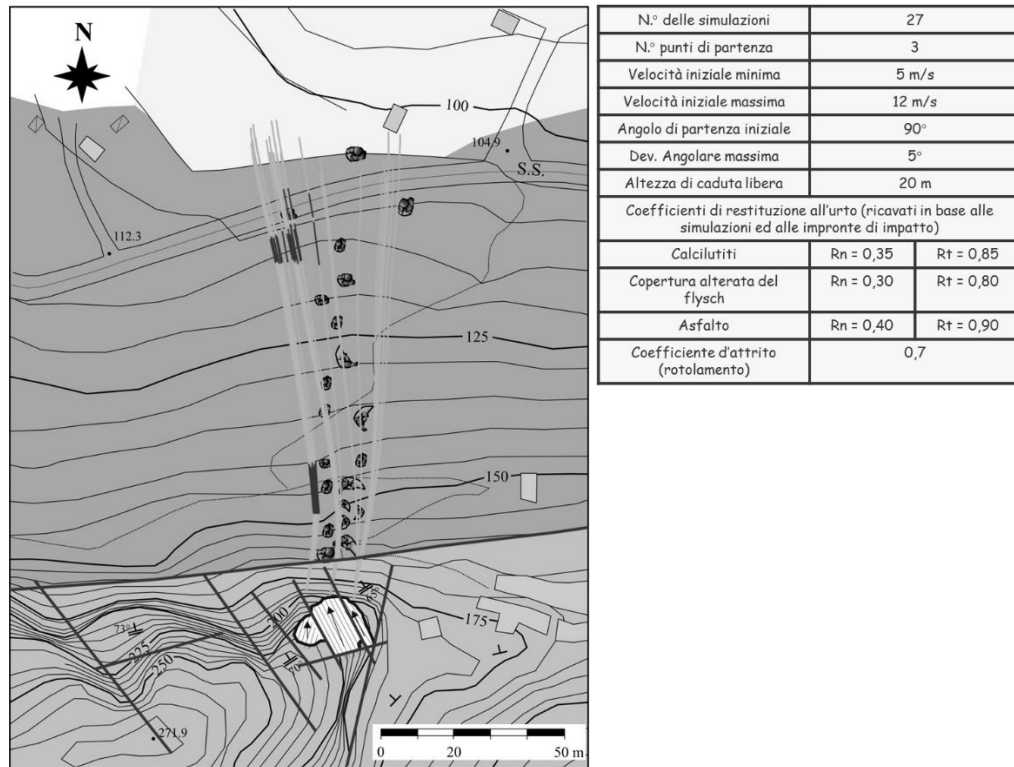 N
100
104.9
S.S.
112.3
125
150
175
200
65°
73°
225
70°
250
271.9
0 20 50 m
N.° delle simulazioni 27
N.° punti di partenza 3
Velocità iniziale minima 5 m/s
Velocità iniziale massima 12 m/s
Angolo di partenza iniziale 90°
Dev. Angolare massima 5°
Altezza di caduta libera 20 m
Coefficienti di restituzione all'urto (ricavati in base alle
simulazioni ed alle impronte di impatto)
Calcilutiti Rn = 0,35 Rt = 0,85
Copertura alterata del
flysch Rn = 0,30 Rt = 0,80
Asfalto Rn = 0,40 Rt = 0,90
Coefficiente d'attrito
(rotolamento) 0,7